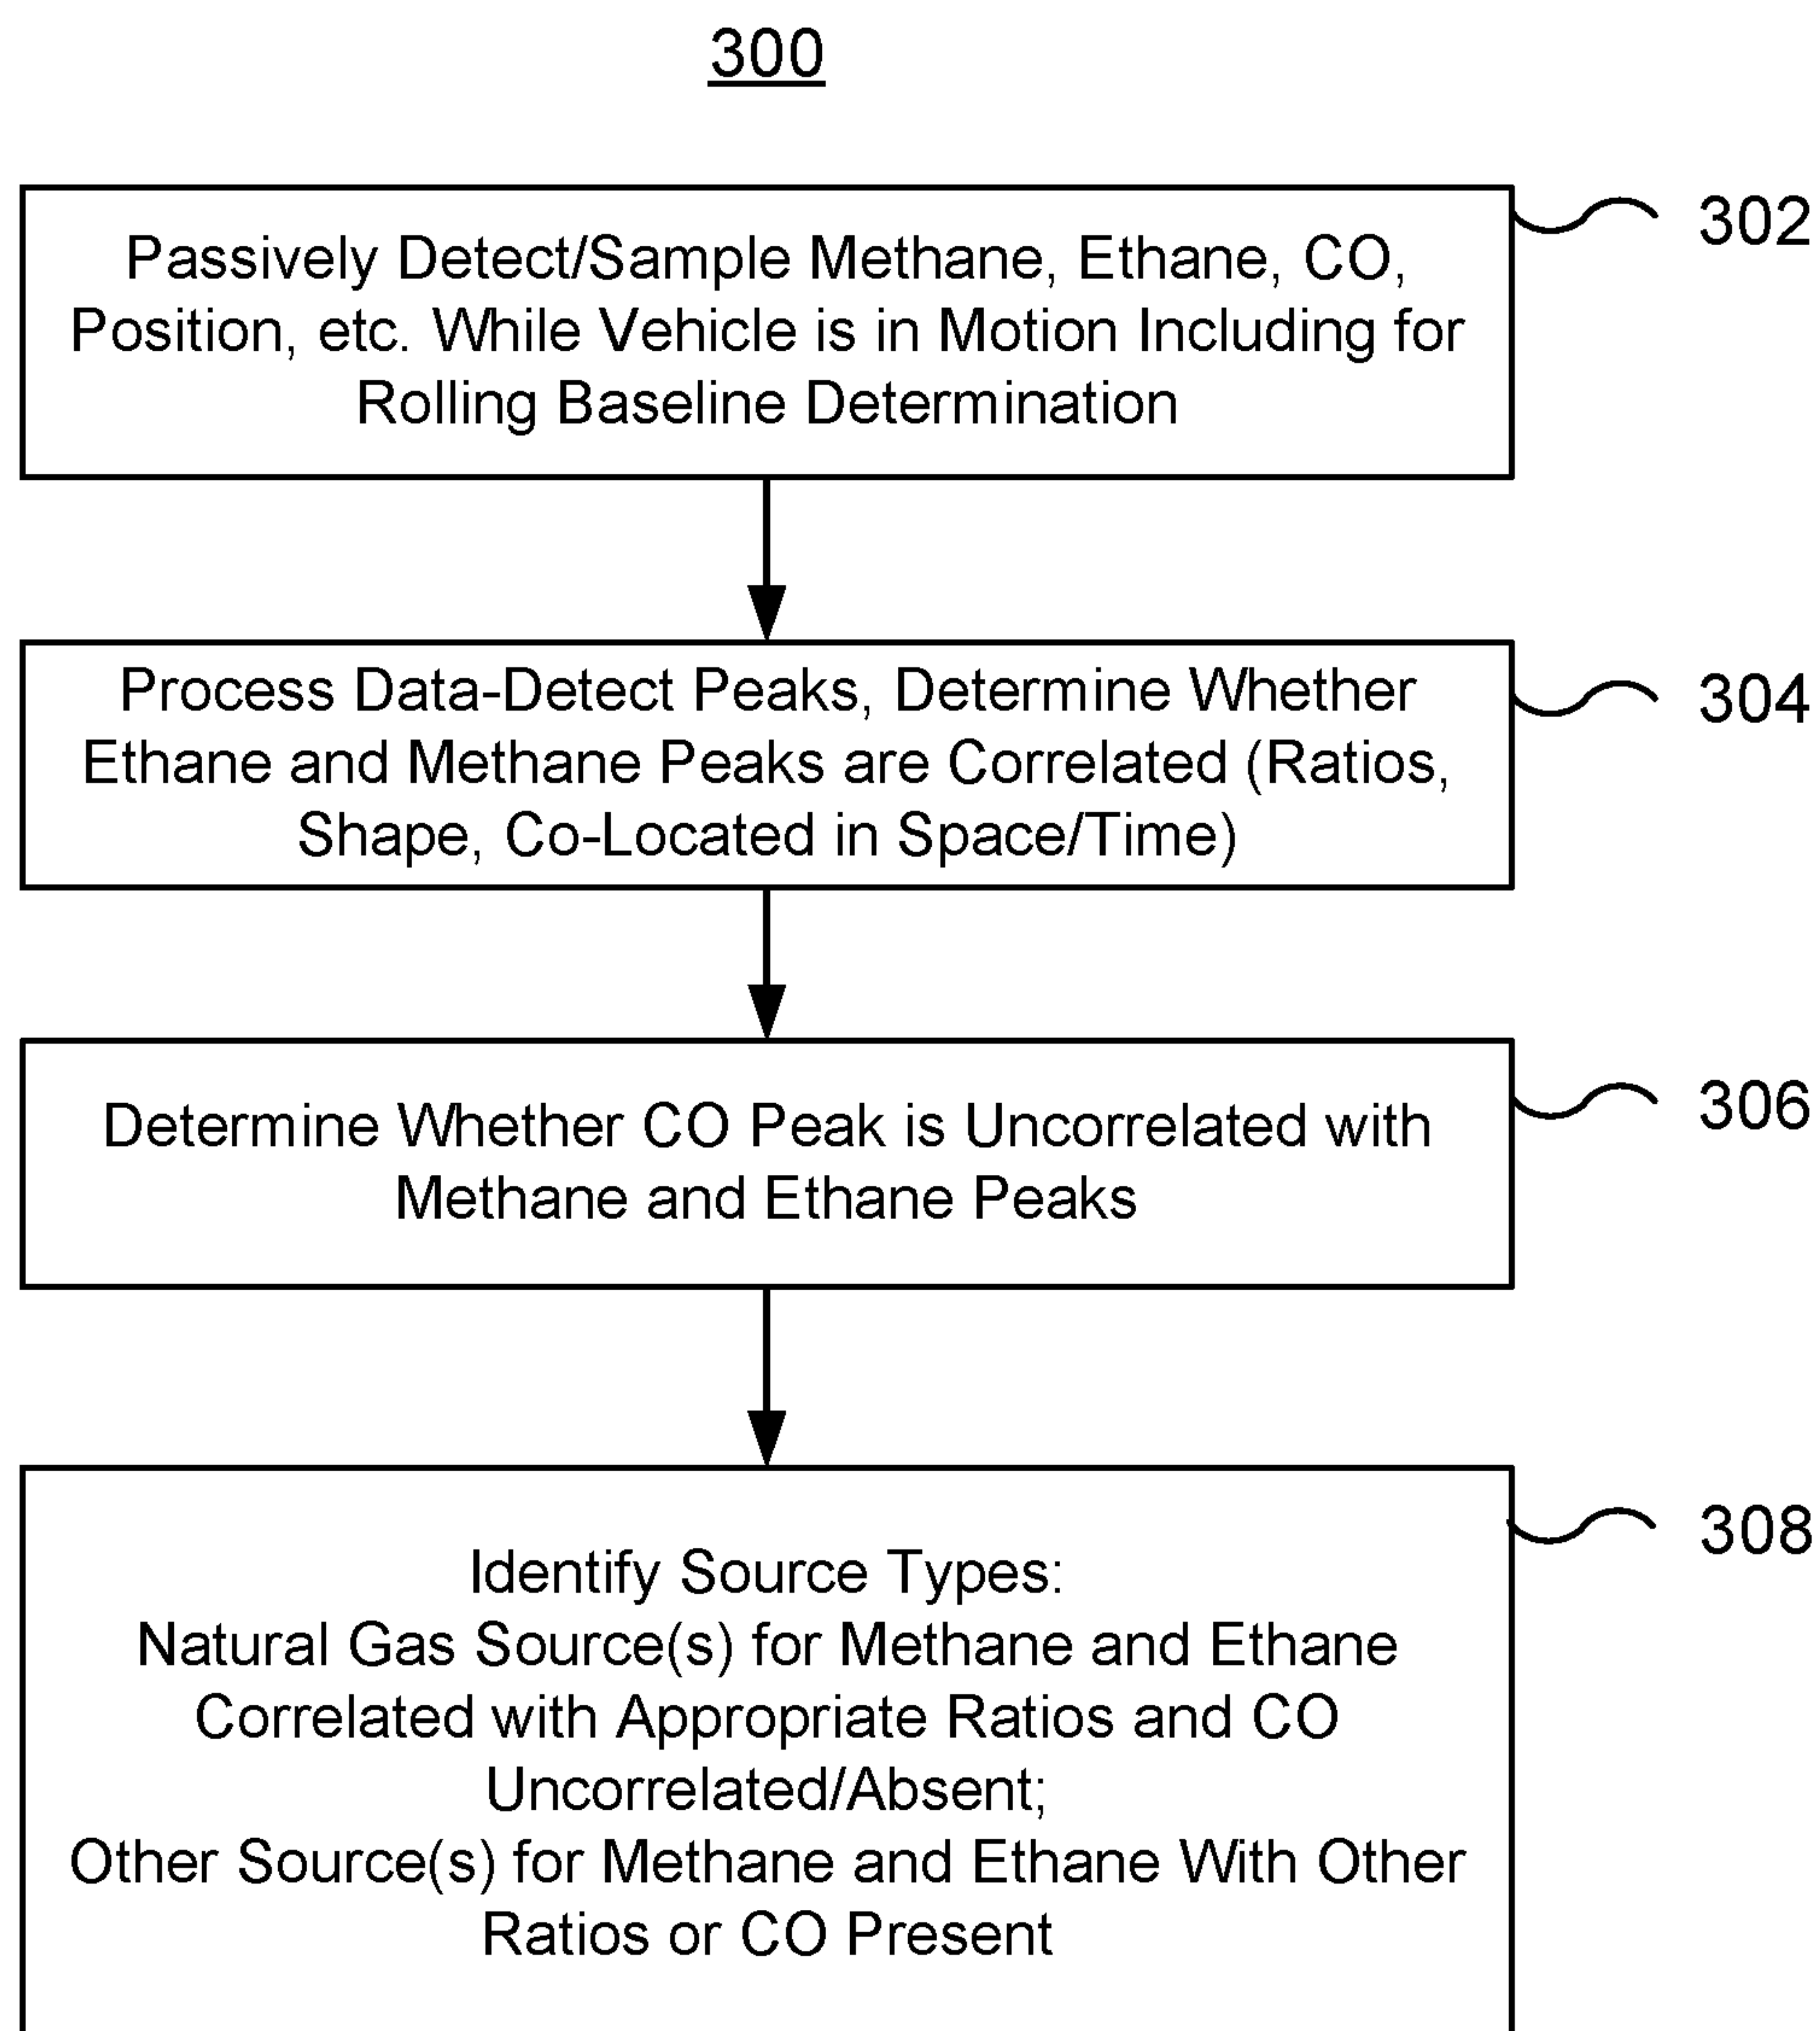 300
Passively Detect/Sample Methane, Ethane, CO,
Position, etc. While Vehicle is in Motion Including for
Rolling Baseline Determination
302
Process Data-Detect Peaks, Determine Whether
Ethane and Methane Peaks are Correlated (Ratios,
Shape, Co-Located in Space/Time)
304
Determine Whether CO Peak is Uncorrelated with
Methane and Ethane Peaks
306
Identify Source Types:
Natural Gas Source(s) for Methane and Ethane
Correlated with Appropriate Ratios and CO
Uncorrelated/Absent;
Other Source(s) for Methane and Ethane With Other
Ratios or CO Present
308